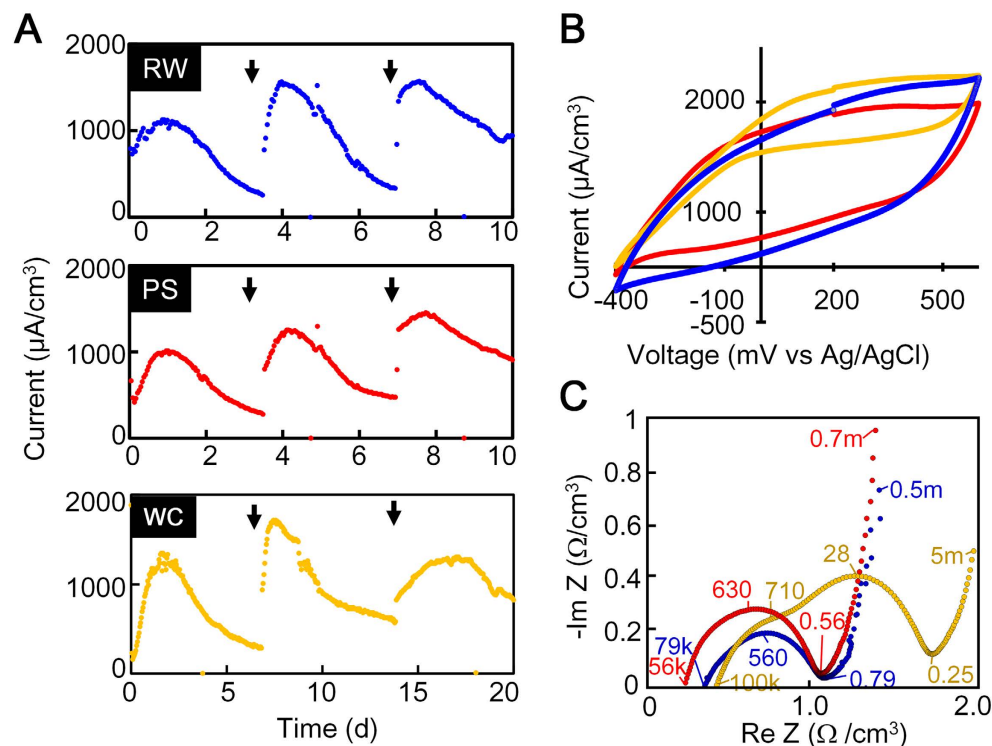 A
2000
RW
1000
0
0 2 4 6 8 10
2000
PS
1000
0
0 2 4 6 8 10
2000
WC
1000
0
0 5 10 15 20
Current (µA/cm³)
Time (d)
B
2000
1000
-400 -100 200 500
-500
Current (µA/cm³)
Voltage (mV vs Ag/AgCl)
C
1
0.8
0.6
0.4
0.2
0
0 1.0 2.0
-Im Z (Ω/cm³)
Re Z (Ω /cm³)
0.7m
0.5m
28
5m
630
710
0.56
79k
560
56k
100k
0.79
0.25